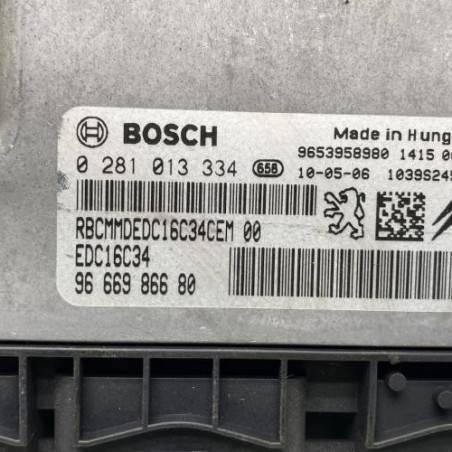 BOSCH
Made in Hung
0 281 013 334 658
9653958980 1415
10-05-06 1039S24
RBCMMDEDC16C34CEM 00
EDC16C34
96 669 866 80